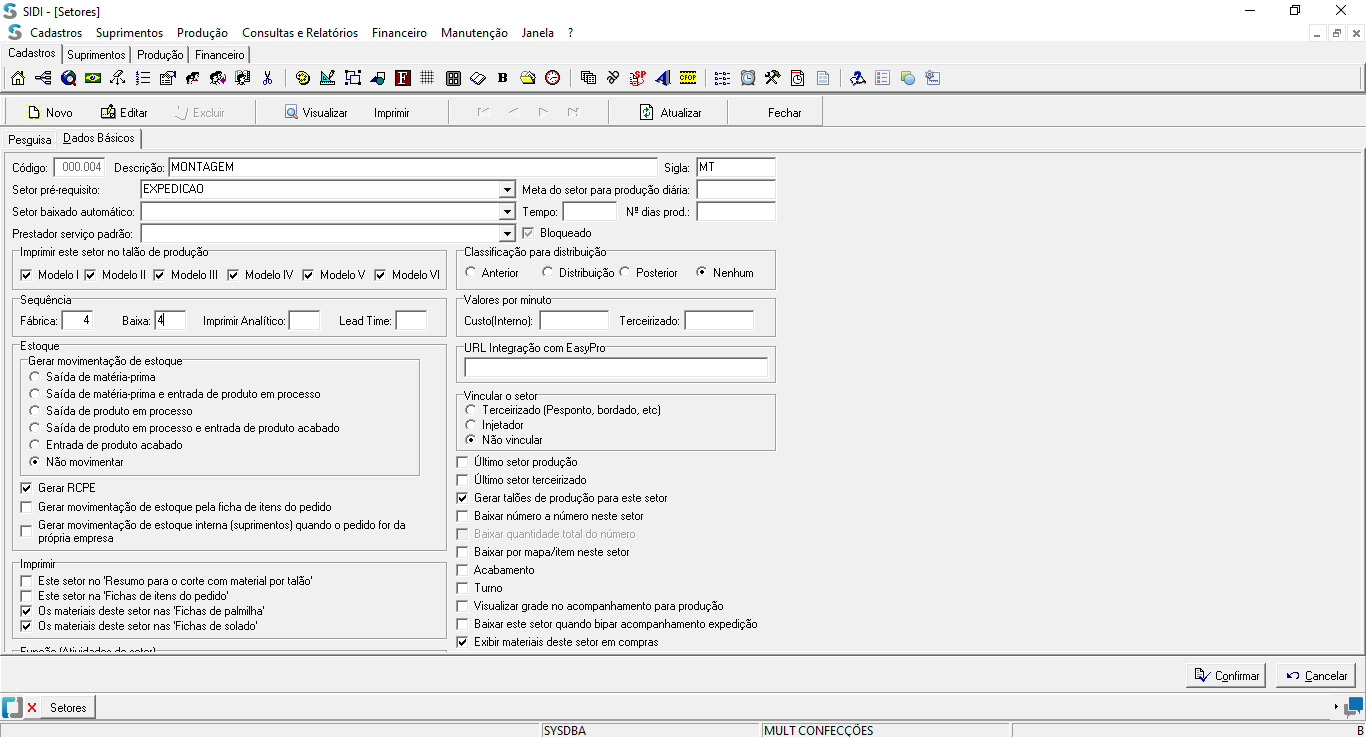 SIDI - [Setores]
Cadastros Suprimentos Produção Consultas e Relatórios Financeiro Manutenção Janela ?
Cadastros Suprimentos Produção Financeiro
Novo Editar Excluir Visualizar Imprimir Atualizar Fechar
Pesquisa Dados Básicos
Código: 000.004 Descrição: MONTAGEM Sigla: MT
Setor pré-requisito: EXPEDICAO Meta do setor para produção diária:
Setor baixado automático: Tempo: Nº dias prod.:
Prestador serviço padrão: Bloqueado
Imprimir este setor no talão de produção
Modelo I Modelo II Modelo III Modelo IV Modelo V Modelo VI
Classificação para distribuição
Anterior Distribuição Posterior Nenhum
Sequência
Fábrica: 4 Baixa: 4 Imprimir Analítico: Lead Time:
Valores por minuto
Custo(Interno): Terceirizado:
Estoque
Gerar movimentação de estoque
Saída de matéria-prima
Saída de matéria-prima e entrada de produto em processo
Saída de produto em processo
Saída de produto em processo e entrada de produto acabado
Entrada de produto acabado
Não movimentar
Gerar RCPE
Gerar movimentação de estoque pela ficha de itens do pedido
Gerar movimentação de estoque interna (suprimentos) quando o pedido for da
própria empresa
Imprimir
Este setor no 'Resumo para o corte com material por talão'
Este setor na 'Fichas de itens do pedido'
Os materiais deste setor nas 'Fichas de palmilha'
Os materiais deste setor nas 'Fichas de solado'
Função (Atividades do setor)
URL Integração com EasyPro
Vincular o setor
Terceirizado (Pesponto, bordado, etc)
Injetador
Não vincular
Último setor produção
Último setor terceirizado
Gerar talões de produção para este setor
Baixar número a número neste setor
Baixar quantidade total do número
Baixar por mapa/item neste setor
Acabamento
Turno
Visualizar grade no acompanhamento para produção
Baixar este setor quando bipar acompanhamento expedição
Exibir materiais deste setor em compras
Confirmar Cancelar
Setores
SYSDBA MULT CONFECÇÕES B